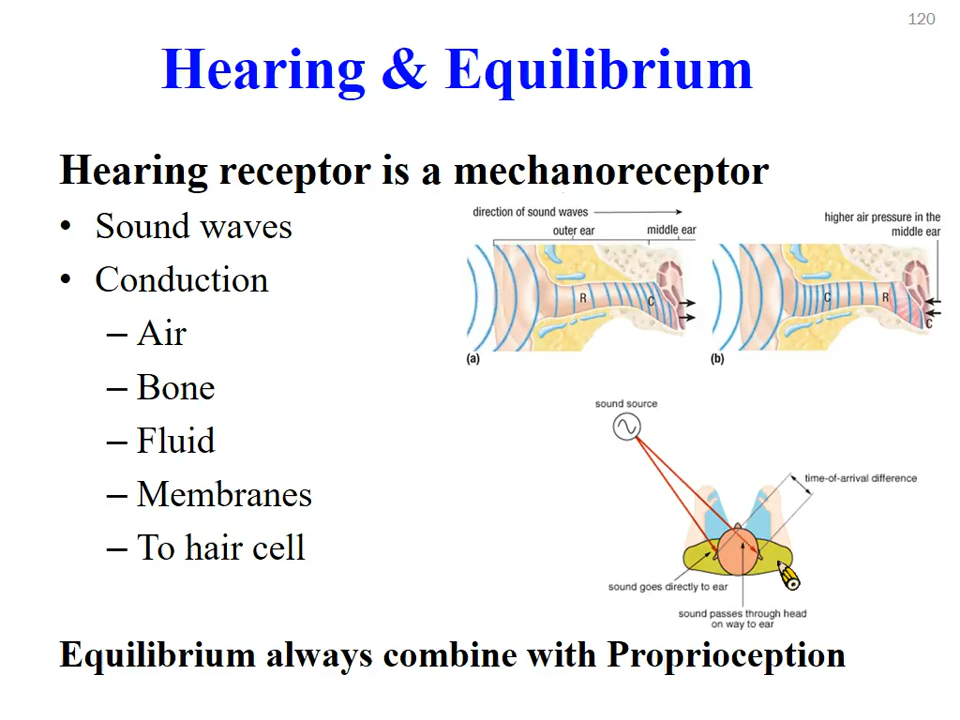 120
Hearing & Equilibrium
Hearing receptor is a mechanoreceptor
• Sound waves
• Conduction
– Air
– Bone
– Fluid
– Membranes
– To hair cell
direction of sound waves
outer ear
middle ear
R
C
(a)
higher air pressure in the
middle ear
C
R
C
(b)
sound source
time-of-arrival difference
sound goes directly to ear
sound passes through head
on way to ear
Equilibrium always combine with Proprioception